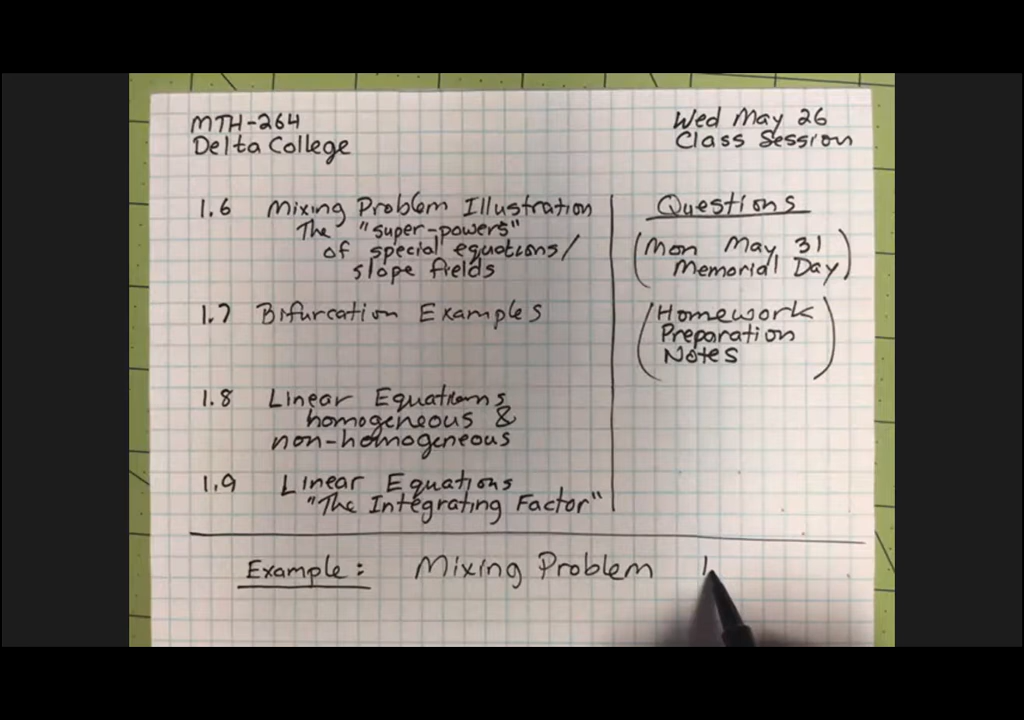 MTH-264
Delta College
Wed May 26
Class Session
1.6 Mixing Problem Illustration
The "super-powers"
of special equations/
slope fields
1.7 Bifurcation Examples
1.8 Linear Equations
homogeneous &
non-homogeneous
1.9 Linear Equations
"The Integrating Factor"
Questions
(Mon May 31
Memorial Day)
(Homework
Preparation
Notes)
Example: Mixing Problem